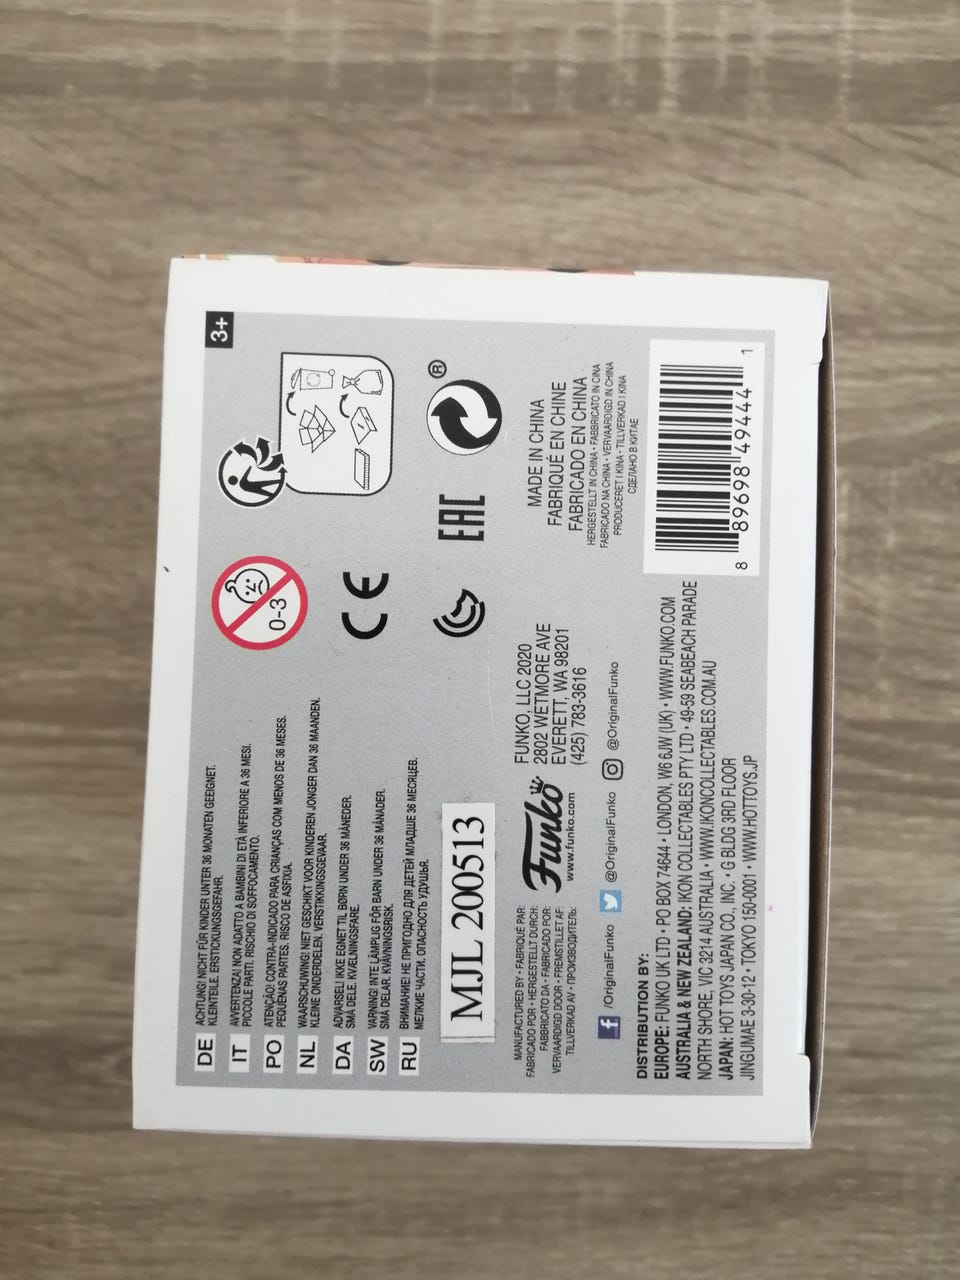 DE ACHTUNG! NICHT FÜR KINDER UNTER 36 MONATEN GEEIGNET.
KLEINTEILE. ERSTICKUNGSGEFAHR.
IT AVVERTENZA! NON ADATTO A BAMBINI DI ETÀ INFERIORE A 36 MESI.
PICCOLE PARTI. RISCHIO DI SOFFOCAMENTO.
PO ATENÇÃO! CONTRA-INDICADO PARA CRIANÇAS COM MENOS DE 36 MESES.
PEQUENAS PARTES. RISCO DE ASFIXIA.
NL WAARSCHUWING! NIET GESCHIKT VOOR KINDEREN JONGER DAN 36 MAANDEN.
KLEINE ONDERDELEN. VERSTIKKINGSGEVAAR.
DA ADVARSEL! IKKE EGNET TIL BØRN UNDER 36 MÅNEDER.
SMÅ DELE. KVÆLNINGSFARE.
SW VARNING! INTE LÄMPLIG FÖR BARN UNDER 36 MÅNADER.
SMÅ DELAR. KVÄVNINGSRISK.
RU ВНИМАНИЕ! НЕ ПРИГОДНО ДЛЯ ДЕТЕЙ МЛАДШЕ 36 МЕСЯЦЕВ.
МЕЛКИЕ ЧАСТИ. ОПАСНОСТЬ УДУШЬЯ.
MJL 200513
0-3
3+
CE
EAC
®
MANUFACTURED BY • FABRIQUÉ PAR:
FABRICADO POR • HERGESTELLT DURCH:
FABBRICATO DA • FABRICADO POR:
VERVAARDIGD DOOR • FREMSTILLET AF:
TILLVERKAD AV • ПРОИЗВОДИТЕЛЬ:
Funko
www.funko.com
FUNKO, LLC 2020
2802 WETMORE AVE
EVERETT, WA 98201
(425) 783-3616
MADE IN CHINA
FABRIQUÉ EN CHINE
FABRICADO EN CHINA
HERGESTELLT IN CHINA • FABBRICATO IN CINA
FABRICADO NA CHINA • VERVAARDIGD IN CHINA
PRODUCERET I KINA • TILLVERKAD I KINA
СДЕЛАНО В КИТАЕ
/OriginalFunko @OriginalFunko @OriginalFunko
DISTRIBUTION BY:
EUROPE: FUNKO UK LTD • PO BOX 74644 • LONDON, W6 6JW (UK) • WWW.FUNKO.COM
AUSTRALIA & NEW ZEALAND: IKON COLLECTABLES PTY LTD • 49-59 SEABEACH PARADE
NORTH SHORE, VIC 3214 AUSTRALIA • WWW.IKONCOLLECTABLES.COM.AU
JAPAN: HOT TOYS JAPAN CO., INC. • G BLDG 3RD FLOOR
JINGUMAE 3-30-12 • TOKYO 150-0001 • WWW.HOTTOYS.JP
8 89698 49444 1